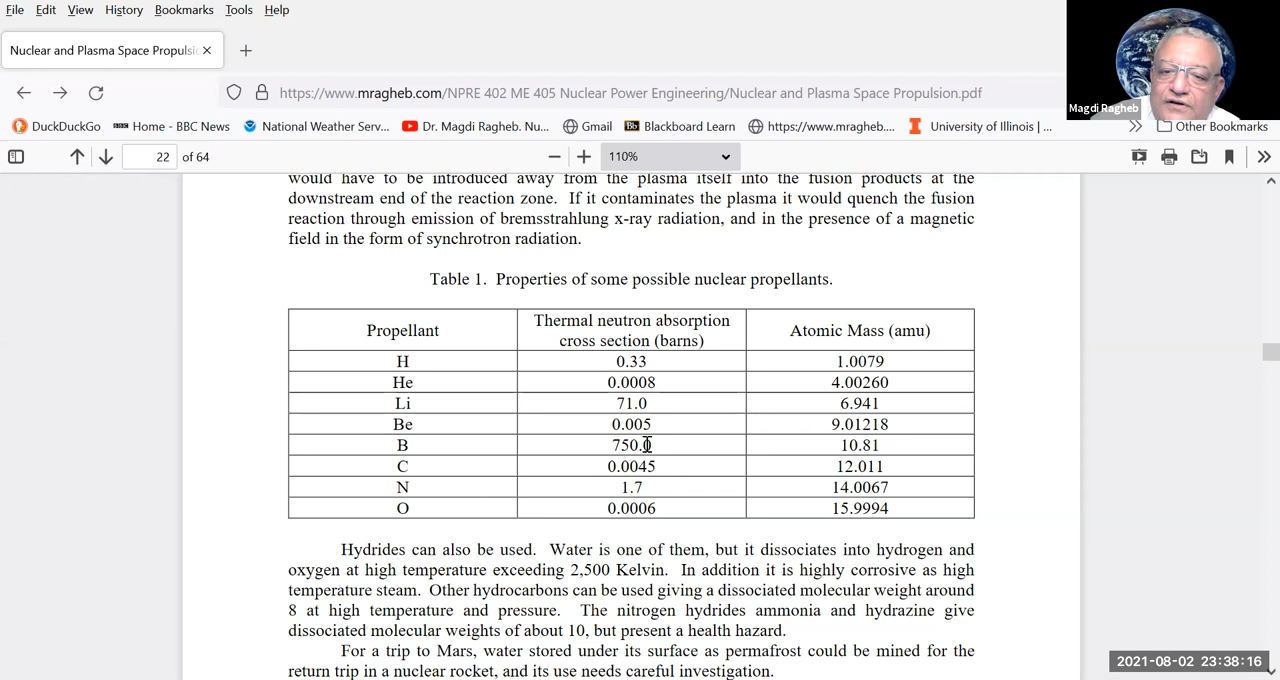 File Edit View History Bookmarks Tools Help
Nuclear and Plasma Space Propulsi
https://www.mragheb.com/NPRE 402 ME 405 Nuclear Power Engineering/Nuclear and Plasma Space Propulsion.pdf
Magdi Ragheb
DuckDuckGo BBC Home - BBC News National Weather Serv... Dr. Magdi Ragheb. Nu... Gmail Bb Blackboard Learn https://www.mragheb.... I University of Illinois |... Other Bookmarks
22 of 64 110%
would have to be introduced away from the plasma itself into the fusion products at the
downstream end of the reaction zone. If it contaminates the plasma it would quench the fusion
reaction through emission of bremsstrahlung x-ray radiation, and in the presence of a magnetic
field in the form of synchrotron radiation.
Table 1. Properties of some possible nuclear propellants.
Propellant Thermal neutron absorption cross section (barns) Atomic Mass (amu)
H 0.33 1.0079
He 0.0008 4.00260
Li 71.0 6.941
Be 0.005 9.01218
B 750.0 10.81
C 0.0045 12.011
N 1.7 14.0067
O 0.0006 15.9994
Hydrides can also be used. Water is one of them, but it dissociates into hydrogen and
oxygen at high temperature exceeding 2,500 Kelvin. In addition it is highly corrosive as high
temperature steam. Other hydrocarbons can be used giving a dissociated molecular weight around
8 at high temperature and pressure. The nitrogen hydrides ammonia and hydrazine give
dissociated molecular weights of about 10, but present a health hazard.
For a trip to Mars, water stored under its surface as permafrost could be mined for the
return trip in a nuclear rocket, and its use needs careful investigation.
2021-08-02 23:38:16